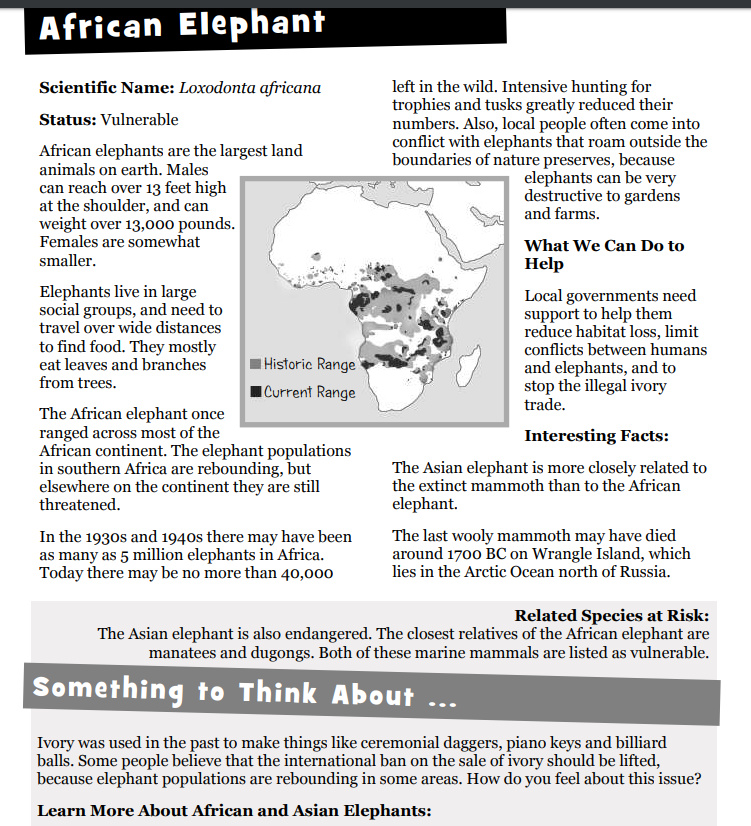 African Elephant
Scientific Name: Loxodonta africana
Status: Vulnerable
African elephants are the largest land
animals on earth. Males
can reach over 13 feet high
at the shoulder, and can
weight over 13,000 pounds.
Females are somewhat
smaller.
Elephants live in large
social groups, and need to
travel over wide distances
to find food. They mostly
eat leaves and branches
from trees.
The African elephant once
ranged across most of the
African continent. The elephant populations
in southern Africa are rebounding, but
elsewhere on the continent they are still
threatened.
In the 1930s and 1940s there may have been
as many as 5 million elephants in Africa.
Today there may be no more than 40,000
Historic Range
Current Range
left in the wild. Intensive hunting for
trophies and tusks greatly reduced their
numbers. Also, local people often come into
conflict with elephants that roam outside the
boundaries of nature preserves, because
elephants can be very
destructive to gardens
and farms.
What We Can Do to
Help
Local governments need
support to help them
reduce habitat loss, limit
conflicts between humans
and elephants, and to
stop the illegal ivory
trade.
Interesting Facts:
The Asian elephant is more closely related to
the extinct mammoth than to the African
elephant.
The last wooly mammoth may have died
around 1700 BC on Wrangle Island, which
lies in the Arctic Ocean north of Russia.
Related Species at Risk:
The Asian elephant is also endangered. The closest relatives of the African elephant are
manatees and dugongs. Both of these marine mammals are listed as vulnerable.
Something to Think About ...
Ivory was used in the past to make things like ceremonial daggers, piano keys and billiard
balls. Some people believe that the international ban on the sale of ivory should be lifted,
because elephant populations are rebounding in some areas. How do you feel about this issue?
Learn More About African and Asian Elephants: